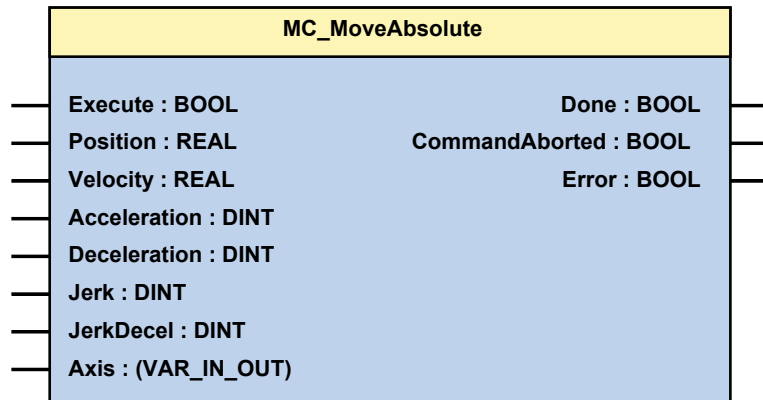 MC_MoveAbsolute
Execute : BOOL Done : BOOL
Position : REAL CommandAborted : BOOL
Velocity : REAL Error : BOOL
Acceleration : DINT
Deceleration : DINT
Jerk : DINT
JerkDecel : DINT
Axis : (VAR_IN_OUT)